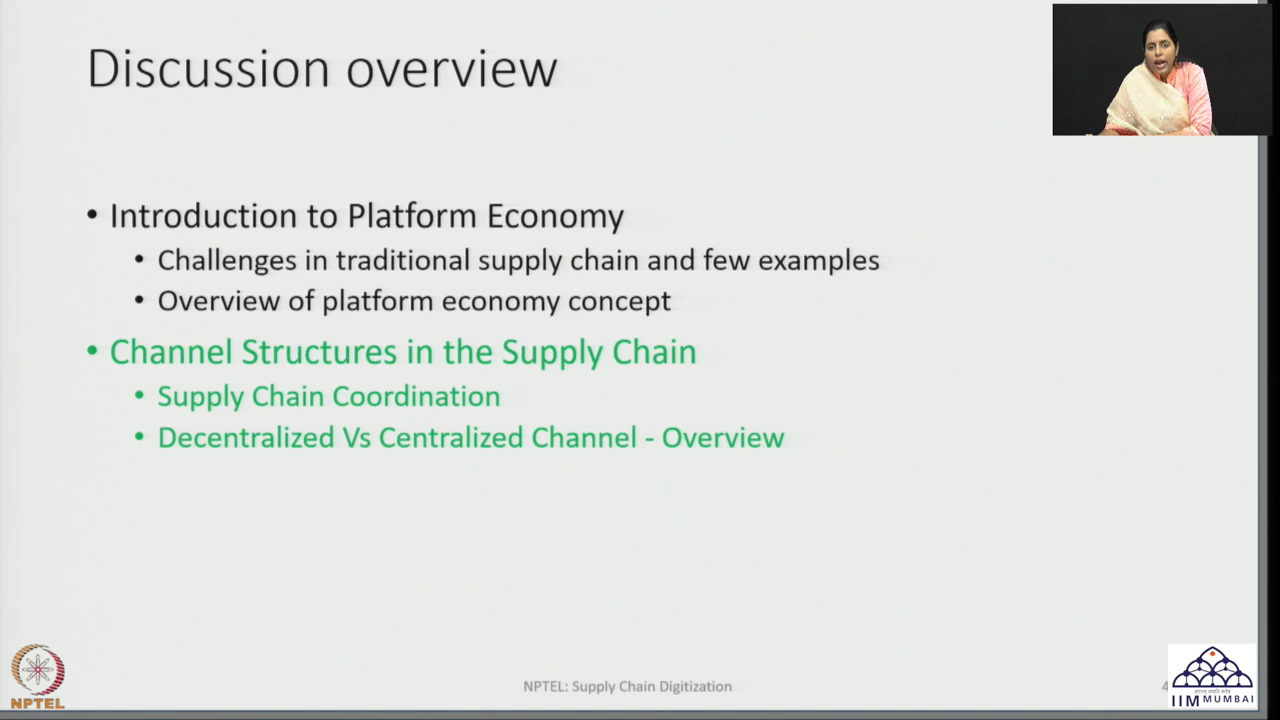 Discussion overview
• Introduction to Platform Economy
• Challenges in traditional supply chain and few examples
• Overview of platform economy concept
• Channel Structures in the Supply Chain
• Supply Chain Coordination
• Decentralized Vs Centralized Channel - Overview
NPTEL
NPTEL: Supply Chain Digitization
4
IIM MUMBAI